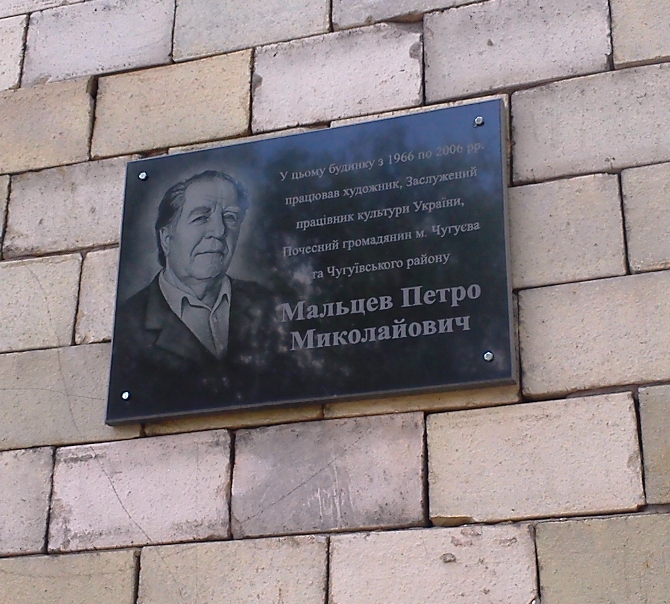 У цьому будинку з 1966 по 2006 рр.
працював художник, Заслужений
працівник культури України,
Почесний громадянин м. Чугуєва
та Чугуївського району
Мальцев Петро
Миколайович